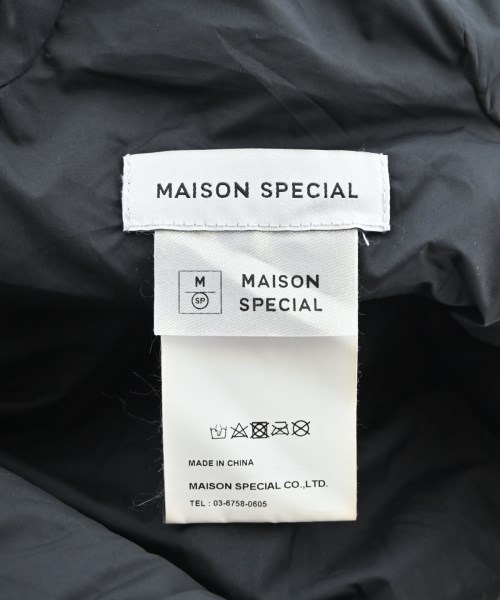 MAISON SPECIAL
M
SP
MAISON
SPECIAL
MADE IN CHINA
MAISON SPECIAL CO.,LTD.
TEL : 03-6758-0605